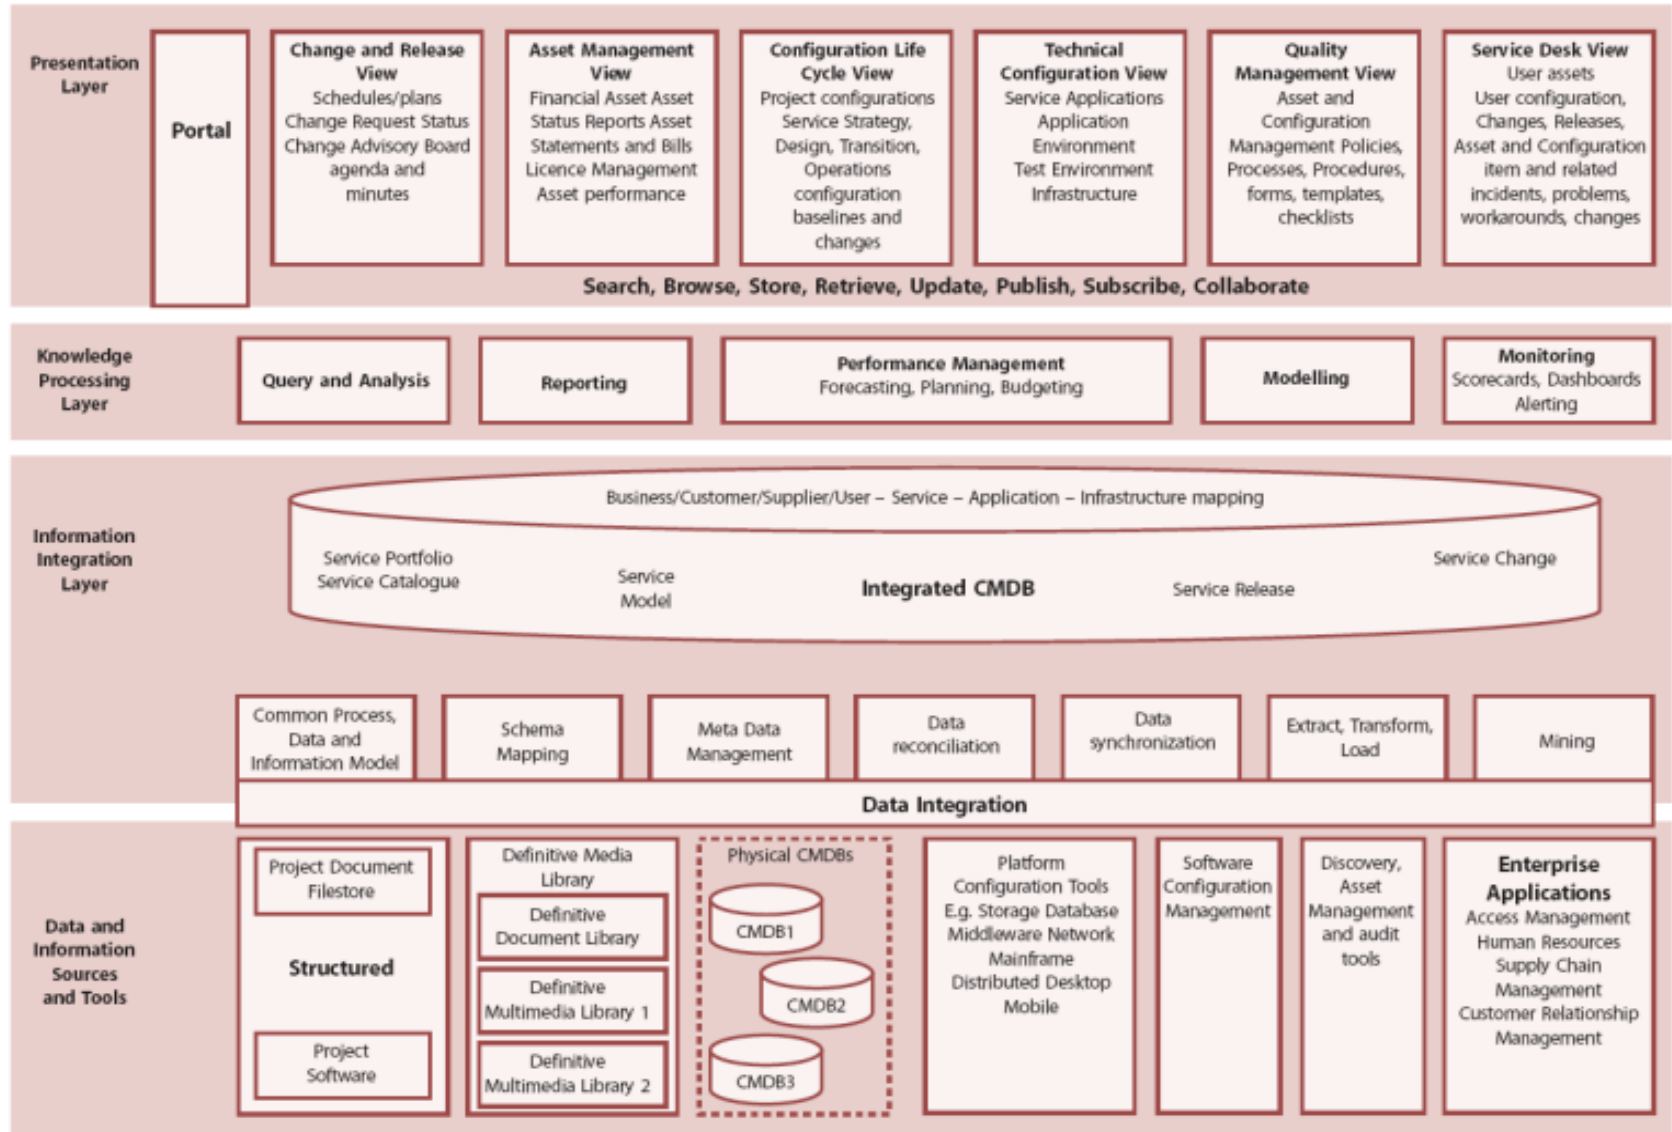 Presentation
Layer
Portal
Change and Release
View
Schedules/plans
Change Request Status
Change Advisory Board
agenda and
minutes
Asset Management
View
Financial Asset Asset
Status Reports Asset
Statements and Bills
Licence Management
Asset performance
Configuration Life
Cycle View
Project configurations
Service Strategy,
Design, Transition,
Operations
configuration
baselines and
changes
Technical
Configuration View
Service Applications
Application
Environment
Test Environment
Infrastructure
Quality
Management View
Asset and
Configuration
Management Policies,
Processes, Procedures,
forms, templates,
checklists
Service Desk View
User assets
User configuration,
Changes, Releases,
Asset and Configuration
item and related
incidents, problems,
workarounds, changes
Search, Browse, Store, Retrieve, Update, Publish, Subscribe, Collaborate
Knowledge
Processing
Layer
Query and Analysis
Reporting
Performance Management
Forecasting, Planning, Budgeting
Modelling
Monitoring
Scorecards, Dashboards
Alerting
Information
Integration
Layer
Business/Customer/Supplier/User – Service – Application – Infrastructure mapping
Service Portfolio
Service Catalogue
Service
Model
Integrated CMDB
Service Release
Service Change
Common Process,
Data and
Information Model
Schema
Mapping
Meta Data
Management
Data
reconciliation
Data
synchronization
Extract, Transform,
Load
Mining
Data Integration
Data and
Information
Sources
and Tools
Project Document
Filestore
Structured
Project
Software
Definitive Media
Library
Definitive
Document Library
Definitive
Multimedia Library 1
Definitive
Multimedia Library 2
Physical CMDBs
CMDB1
CMDB2
CMDB3
Platform
Configuration Tools
E.g. Storage Database
Middleware Network
Mainframe
Distributed Desktop
Mobile
Software
Configuration
Management
Discovery,
Asset
Management
and audit
tools
Enterprise
Applications
Access Management
Human Resources
Supply Chain
Management
Customer Relationship
Management